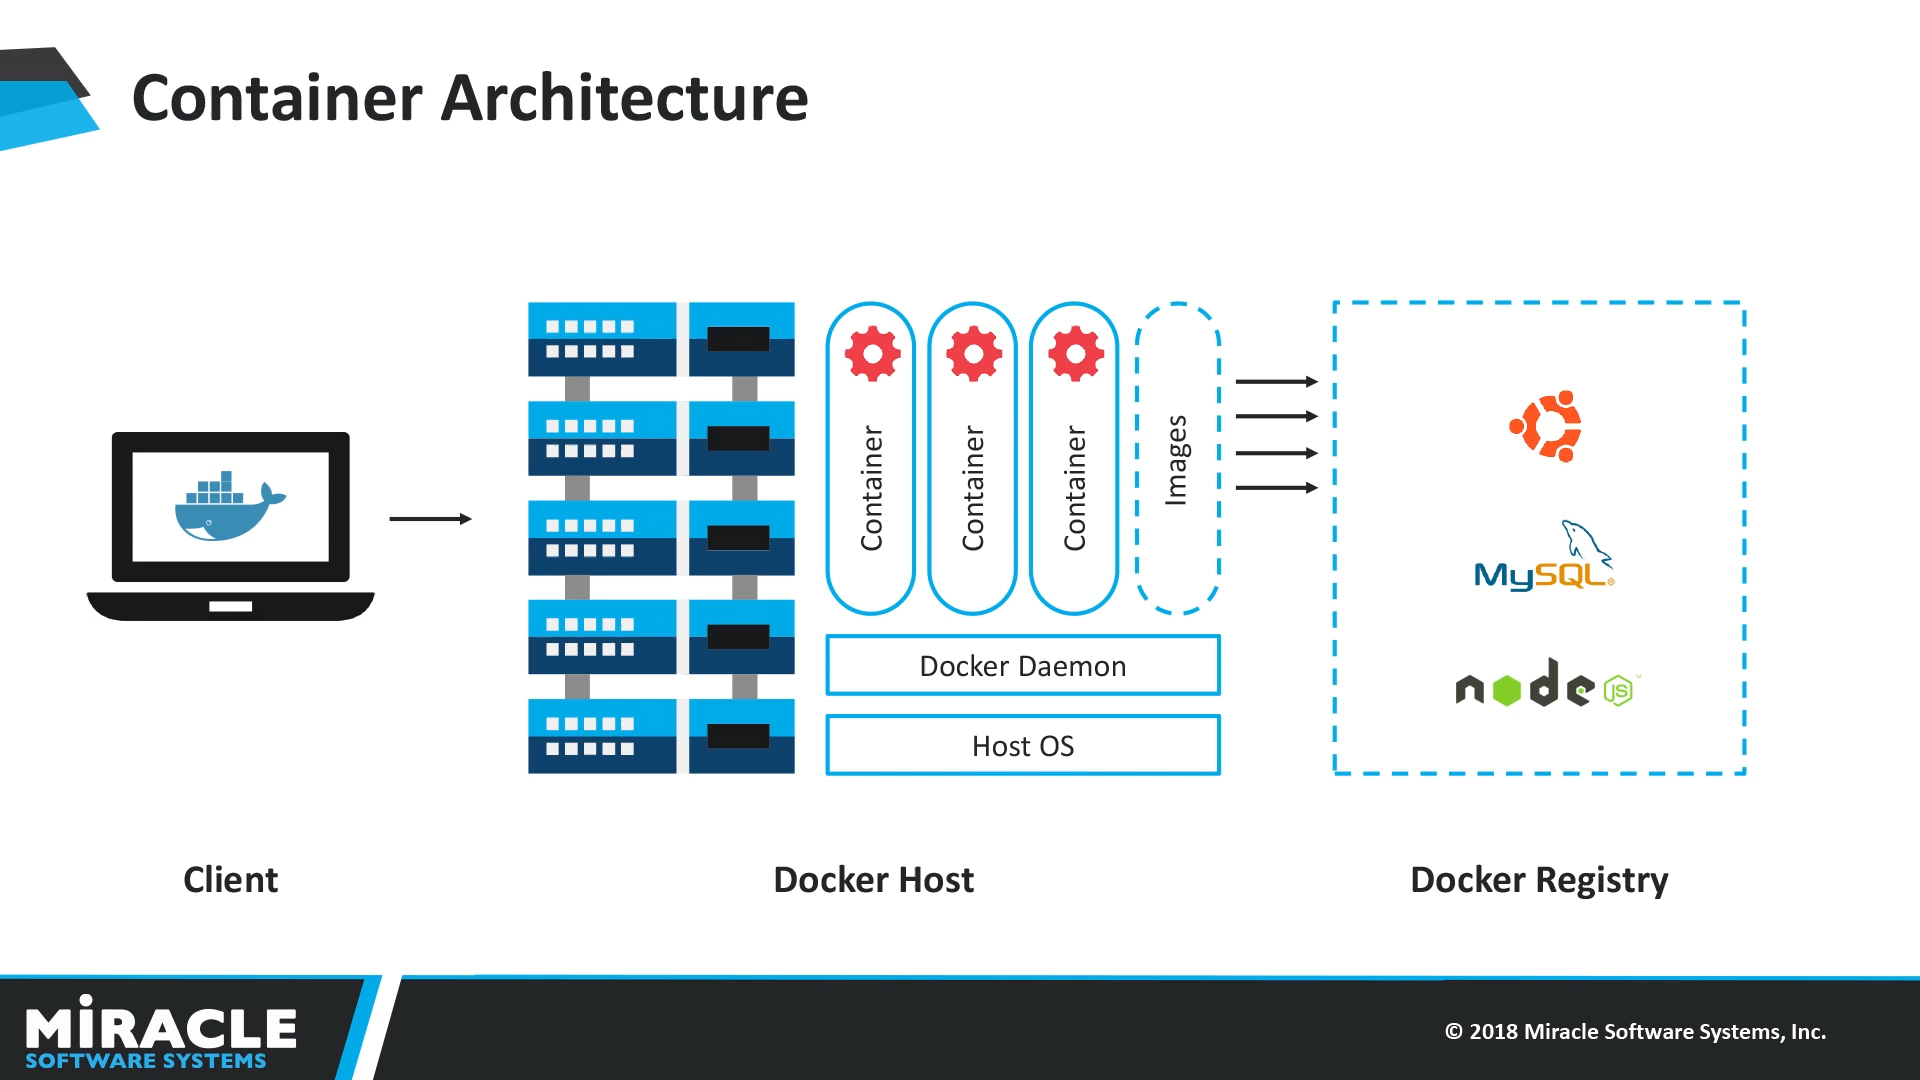 Container Architecture
Container
Container
Container
Images
MySQL®
node JS™
Docker Daemon
Host OS
Client
Docker Host
Docker Registry
MiRACLE
SOFTWARE SYSTEMS
© 2018 Miracle Software Systems, Inc.